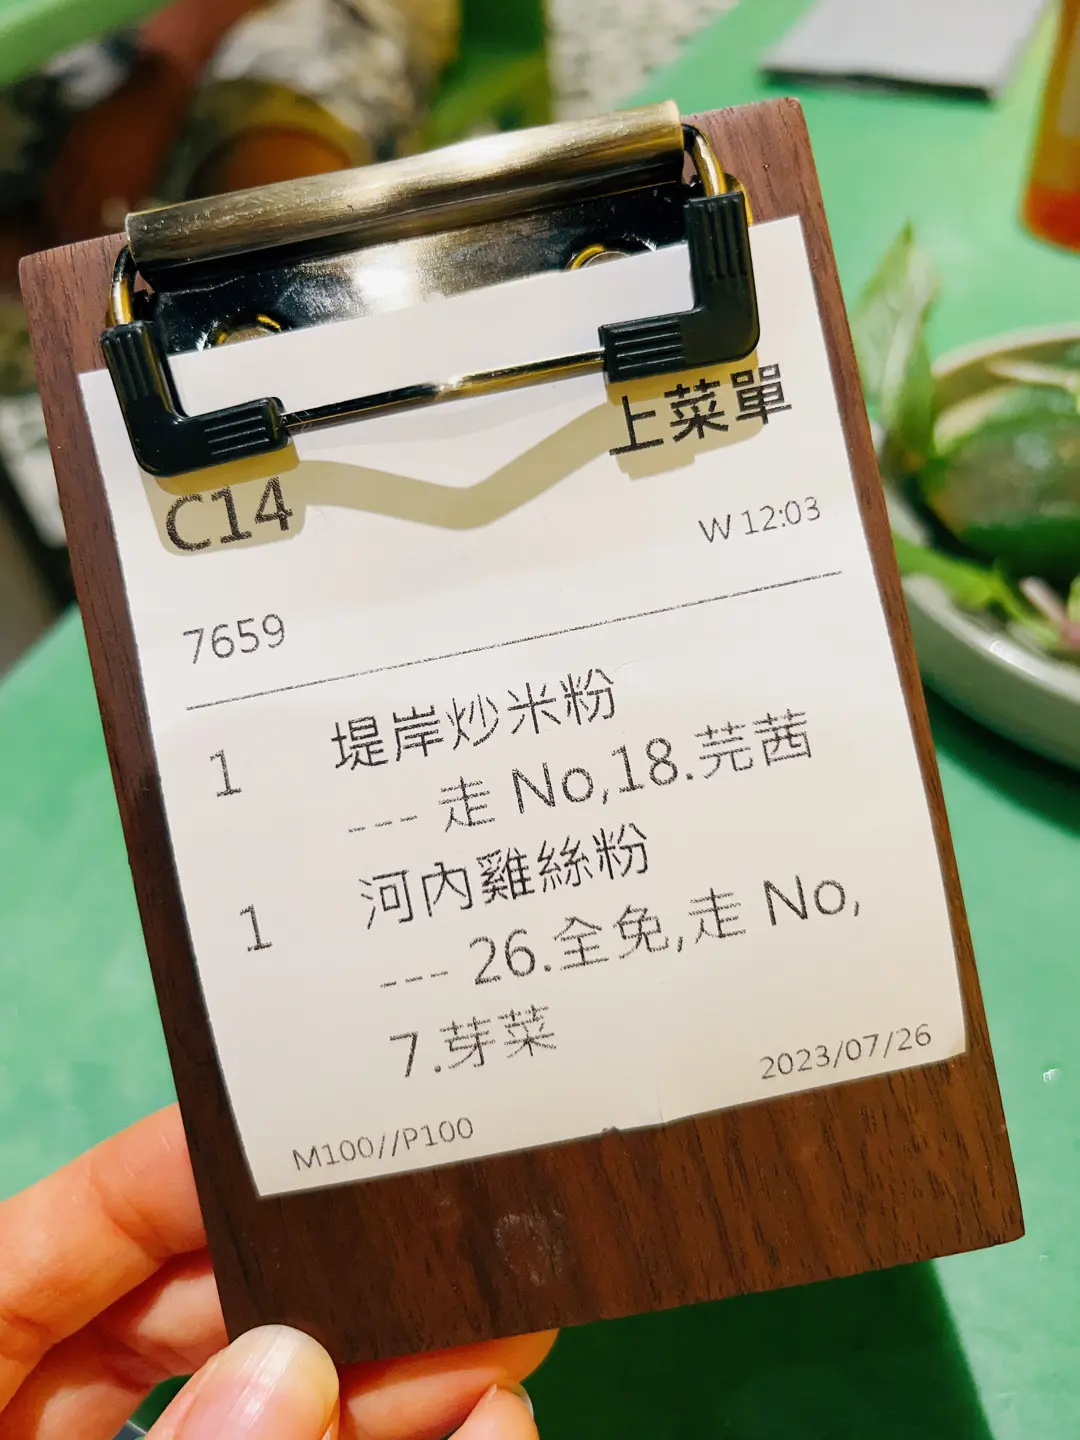 上菜單
C14
W 12:03
7659
1 堤岸炒米粉
--- 走 No,18.芫茜
1 河內雞絲粉
--- 26.全免,走 No,
7.芽菜
2023/07/26
M100//P100